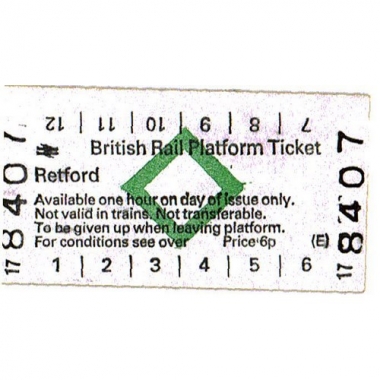 12 | 11 | 10 | 9 | 8 | 7
British Rail Platform Ticket
Retford
Available one hour on day of issue only.
Not valid in trains. Not transferable.
To be given up when leaving platform.
For conditions see over Price 6p (E)
1 | 2 | 3 | 4 | 5 | 6
17 8407
17 8407